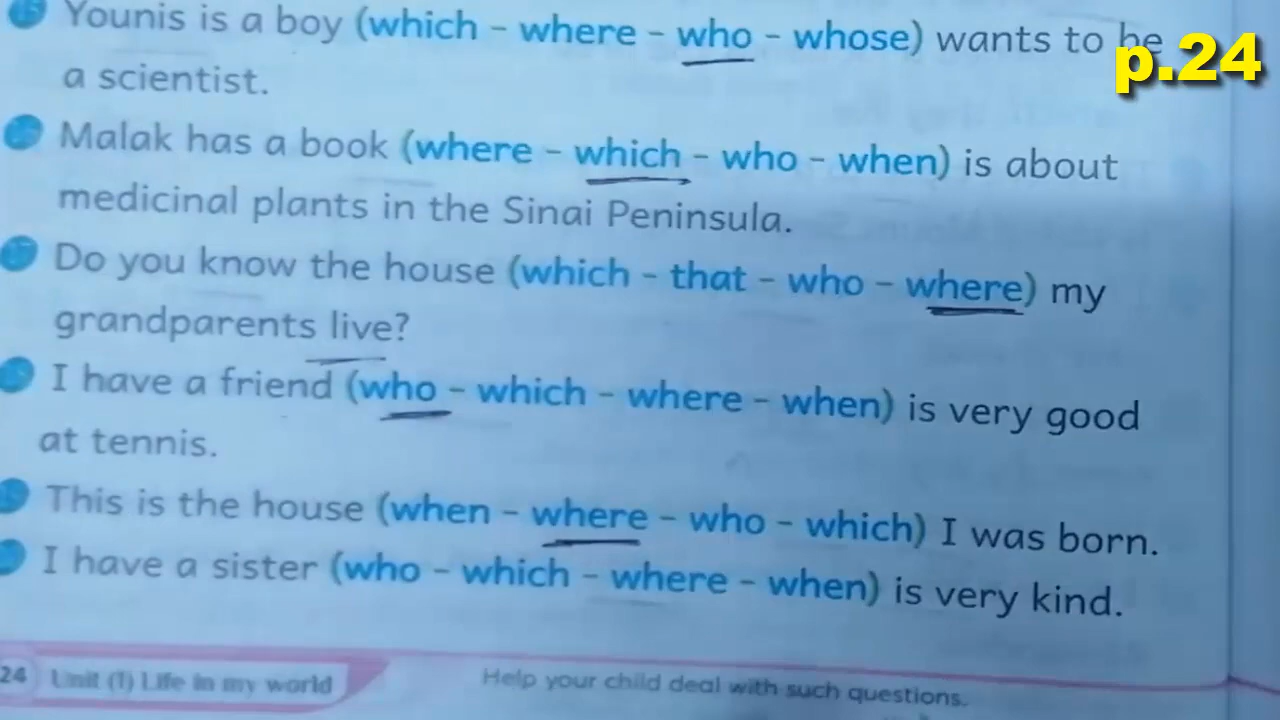 Younis is a boy (which - where - who - whose) wants to be
a scientist.
p.24
Malak has a book (where - which - who - when) is about
medicinal plants in the Sinai Peninsula.
Do you know the house (which - that - who - where) my
grandparents live?
I have a friend (who - which - where - when) is very good
at tennis.
This is the house (when - where - who - which) I was born.
I have a sister (who - which - where - when) is very kind.
24 Unit (1) Life in my world
Help your child deal with such questions.